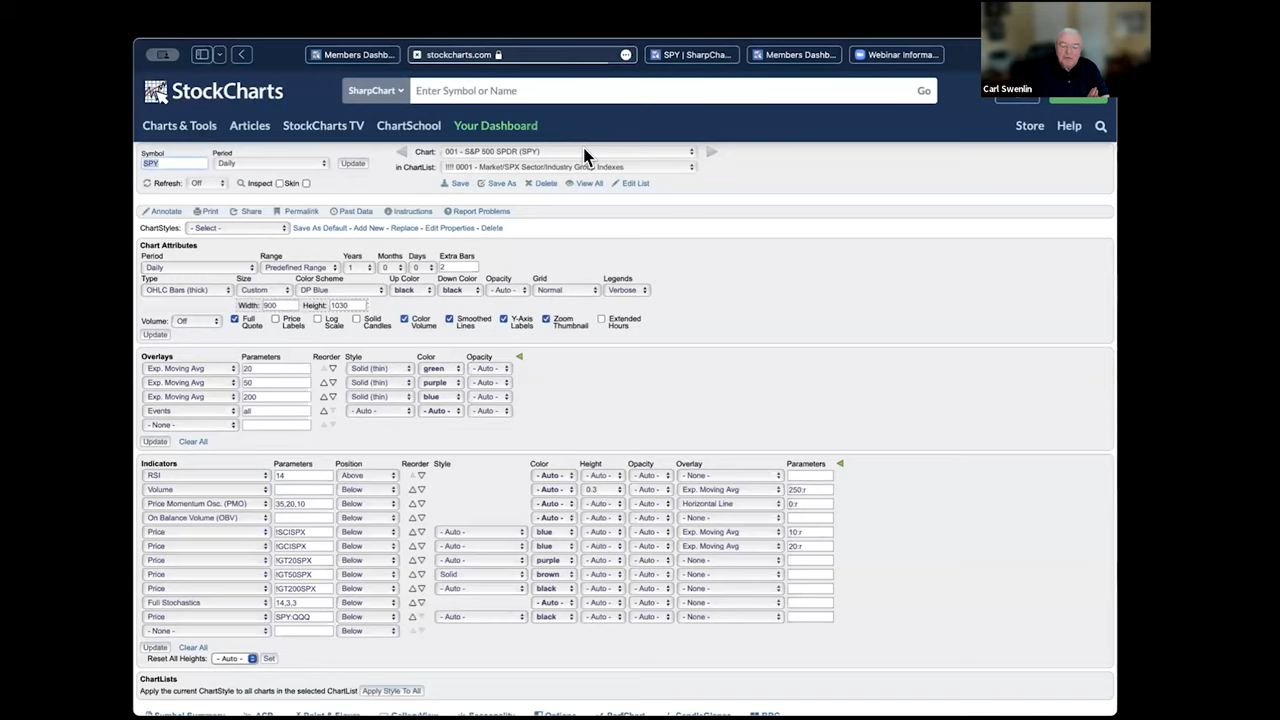 Members Dashb... stockcharts.com SPY | SharpCha... Members Dashb... Webinar Informa...
Carl Swenlin
StockCharts SharpChart Enter Symbol or Name Go
Charts & Tools Articles StockCharts TV ChartSchool Your Dashboard Store Help
Symbol Period Chart: 001 - S&P 500 SPDR (SPY)
SPY Daily Update in ChartList: !!!! 0001 - Market/SPX Sector/Industry Group Indexes
Refresh: Off Inspect Skin Save Save As Delete View All Edit List
Annotate Print Share Permalink Past Data Instructions Report Problems
ChartStyles: - Select - Save As Default - Add New - Replace - Edit Properties - Delete
Chart Attributes
Period Range Years Months Days Extra Bars
Daily Predefined Range 1 0 0 2
Type Size Color Scheme Up Color Down Color Opacity Grid Legends
OHLC Bars (thick) Custom DP Blue black black - Auto - Normal Verbose
Width: 900 Height: 1030
Volume: Off Full Quote Price Labels Log Scale Solid Candles Color Volume Smoothed Lines Y-Axis Labels Zoom Thumbnail Extended Hours
Update
Overlays Parameters Reorder Style Color Opacity
Exp. Moving Avg 20 Solid (thin) green - Auto -
Exp. Moving Avg 50 Solid (thin) purple - Auto -
Exp. Moving Avg 200 Solid (thin) blue - Auto -
Events all - Auto - - Auto - - Auto -
- None -
Update Clear All
Indicators Parameters Position Reorder Style Color Height Opacity Overlay Parameters
RSI 14 Above - Auto - - Auto - - Auto - - None -
Volume Below - Auto - 0.3 - Auto - Exp. Moving Avg 250:r
Price Momentum Osc. (PMO) 35,20,10 Below - Auto - - Auto - - Auto - Horizontal Line 0:r
On Balance Volume (OBV) Below - Auto - - Auto - - Auto - - None -
Price !SCISPX Below - Auto - blue - Auto - - Auto - Exp. Moving Avg 10:r
Price !GCISPX Below - Auto - blue - Auto - - Auto - Exp. Moving Avg 20:r
Price !GT20SPX Below purple - Auto - - Auto - - None -
Price !GT50SPX Below Solid brown - Auto - - Auto - - None -
Price !GT200SPX Below - Auto - black - Auto - - Auto - - None -
Full Stochastics 14,3,3 Below - Auto - - Auto - - Auto - - None -
Price SPY:QQQ Below - Auto - black - Auto - - Auto - - None -
- None - Below
Update Clear All
Reset All Heights: - Auto - Set
ChartLists
Apply the current ChartStyle to all charts in the selected ChartList Apply Style To All